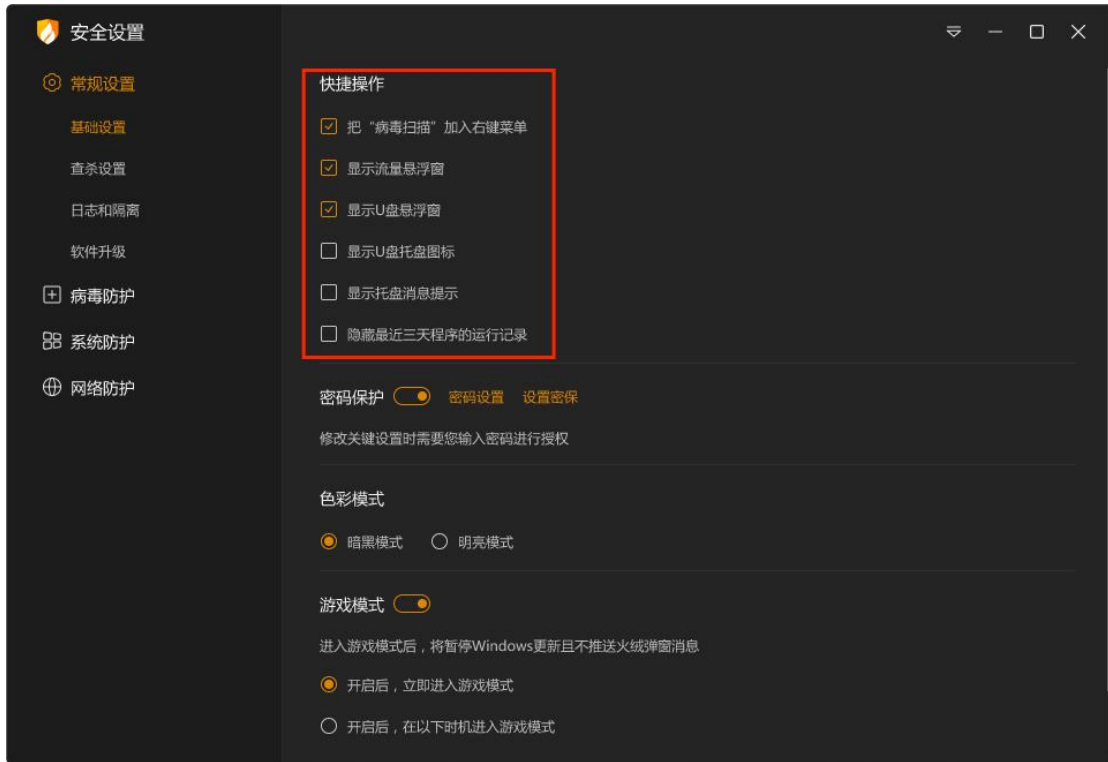 安全设置
常规设置
基础设置
查杀设置
日志和隔离
软件升级
病毒防护
系统防护
网络防护
快捷操作
把“病毒扫描”加入右键菜单
显示流量悬浮窗
显示U盘悬浮窗
显示U盘托盘图标
显示托盘消息提示
隐藏最近三天程序的运行记录
密码保护 密码设置 设置密保
修改关键设置时需要您输入密码进行授权
色彩模式
暗黑模式 明亮模式
游戏模式
进入游戏模式后，将暂停Windows更新且不推送火绒弹窗消息
开启后，立即进入游戏模式
开启后，在以下时机进入游戏模式